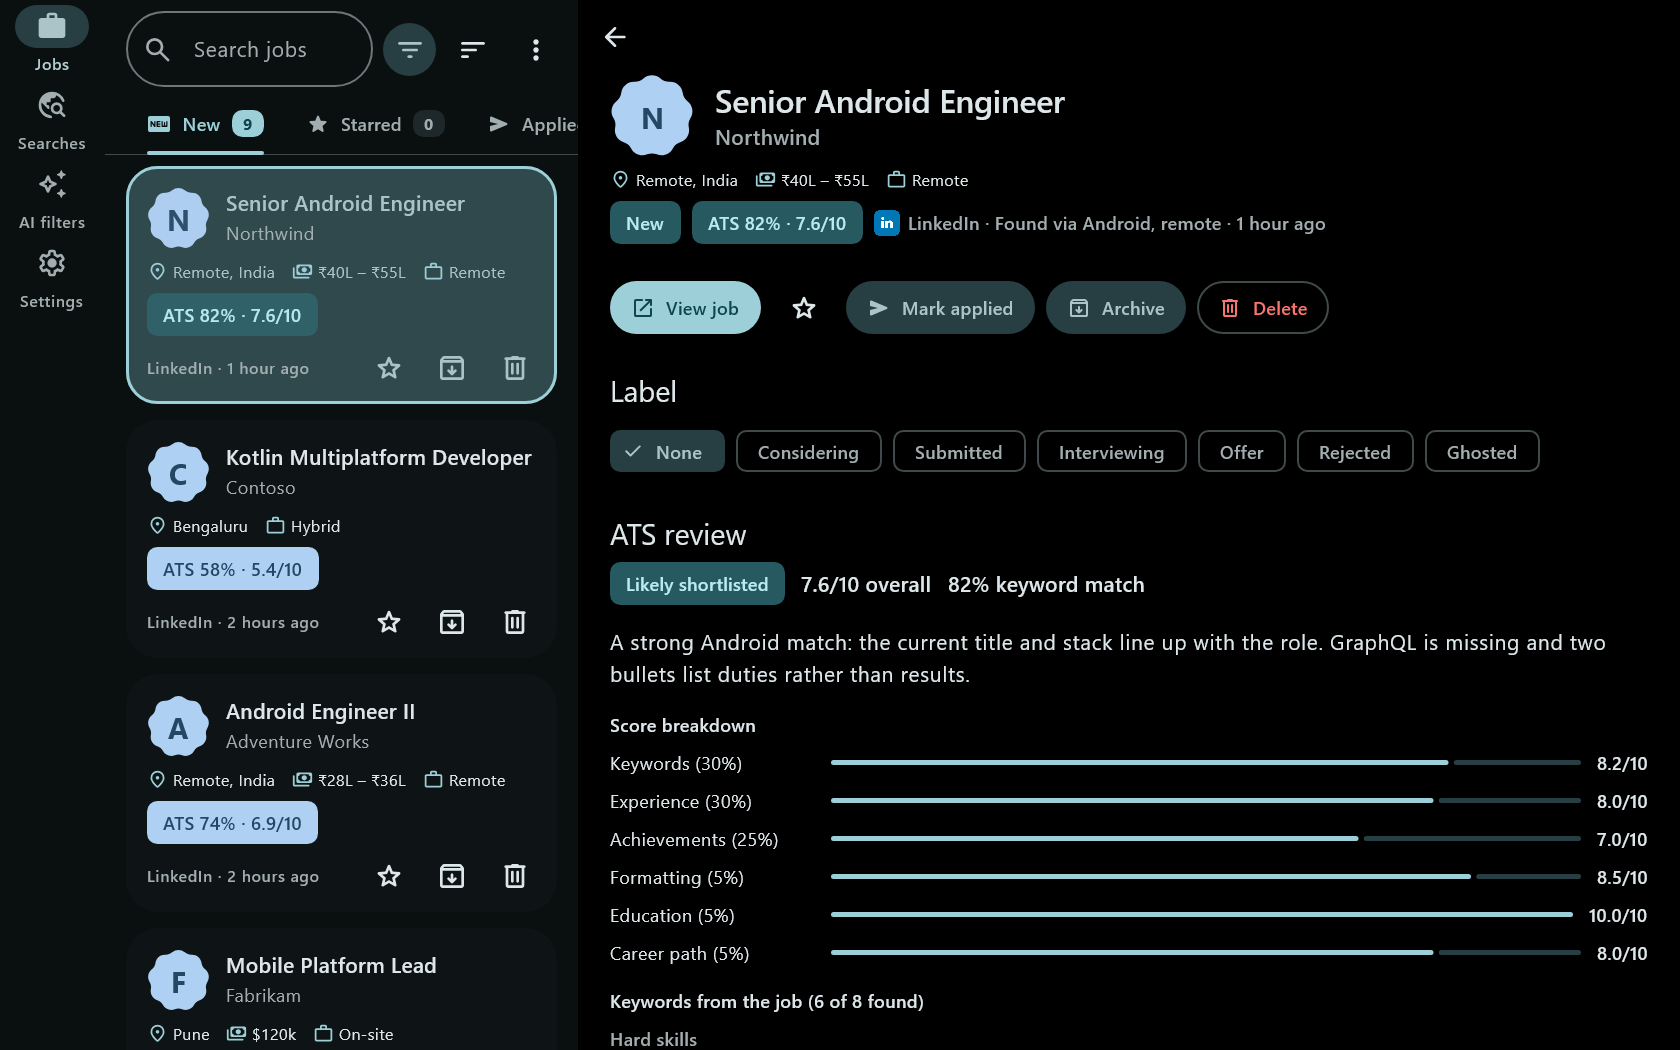 Jobs
Searches
AI filters
Settings
Search jobs
NEW New 9
Starred 0
Applie
N
Senior Android Engineer
Northwind
Remote, India ₹40L – ₹55L Remote
ATS 82% · 7.6/10
LinkedIn · 1 hour ago
C
Kotlin Multiplatform Developer
Contoso
Bengaluru Hybrid
ATS 58% · 5.4/10
LinkedIn · 2 hours ago
A
Android Engineer II
Adventure Works
Remote, India ₹28L – ₹36L Remote
ATS 74% · 6.9/10
LinkedIn · 2 hours ago
F
Mobile Platform Lead
Fabrikam
Pune $120k On-site
N
Senior Android Engineer
Northwind
Remote, India ₹40L – ₹55L Remote
New ATS 82% · 7.6/10 in LinkedIn · Found via Android, remote · 1 hour ago
View job Mark applied Archive Delete
Label
None Considering Submitted Interviewing Offer Rejected Ghosted
ATS review
Likely shortlisted 7.6/10 overall 82% keyword match
A strong Android match: the current title and stack line up with the role. GraphQL is missing and two
bullets list duties rather than results.
Score breakdown
Keywords (30%) 8.2/10
Experience (30%) 8.0/10
Achievements (25%) 7.0/10
Formatting (5%) 8.5/10
Education (5%) 10.0/10
Career path (5%) 8.0/10
Keywords from the job (6 of 8 found)
Hard skills